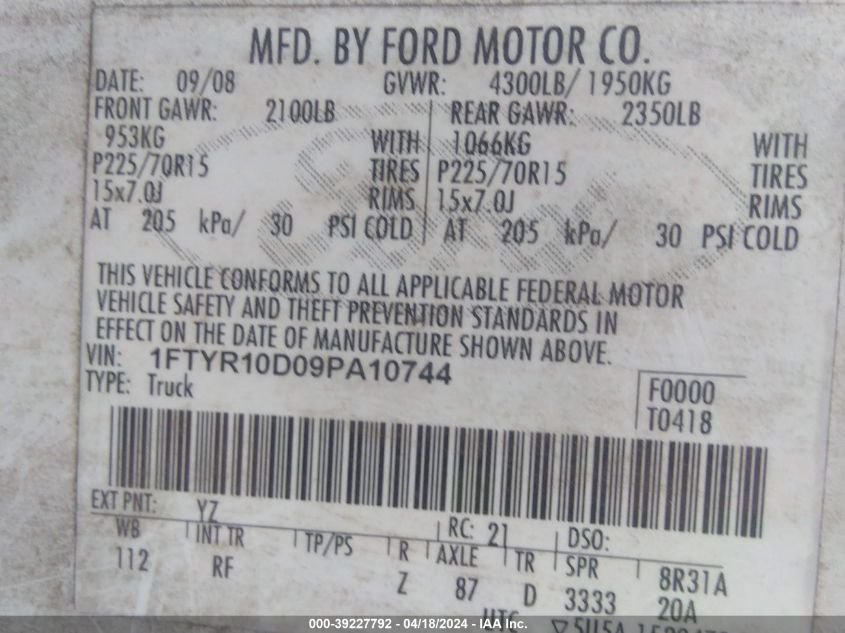 MFD. BY FORD MOTOR CO.
DATE: 09/08 GVWR: 4300LB/ 1950KG
FRONT GAWR: 2100LB REAR GAWR: 2350LB
953KG WITH 1066KG WITH
P225/70R15 TIRES P225/70R15 TIRES
15x7.0J RIMS 15x7.0J RIMS
AT 205 kPa/ 30 PSI COLD AT 205 kPa/ 30 PSI COLD
THIS VEHICLE CONFORMS TO ALL APPLICABLE FEDERAL MOTOR
VEHICLE SAFETY AND THEFT PREVENTION STANDARDS IN
EFFECT ON THE DATE OF MANUFACTURE SHOWN ABOVE.
VIN: 1FTYR10D09PA10744
TYPE: Truck
F0000
T0418
EXT PNT: YZ RC: 21 DSO:
WB INT TR TP/PS R AXLE TR SPR 8R31A
112 RF Z 87 D 3333 20A
UTC
000-39227792 - 04/18/2024 - IAA Inc.